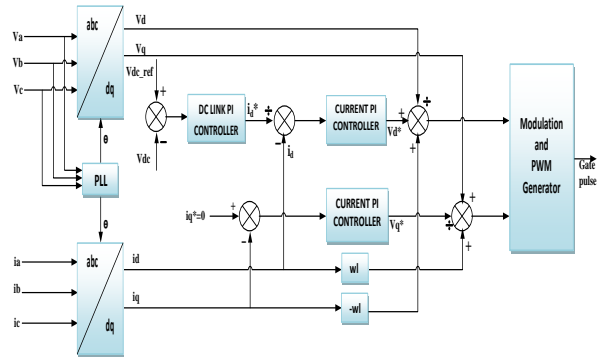 Va
Vb
Vc
abc
dq
Vd
Vq
Vdc_ref
+
-
Vdc
DC LINK PI
CONTROLLER
id*
÷
-
id
CURRENT PI
CONTROLLER
Vd*
+
÷
+
Modulation
and
PWM
Generator
Gate
pulse
θ
PLL
θ
iq*=0
+
-
CURRENT PI
CONTROLLER
Vq*
+
÷
+
ia
ib
ic
abc
dq
id
iq
wl
-wl